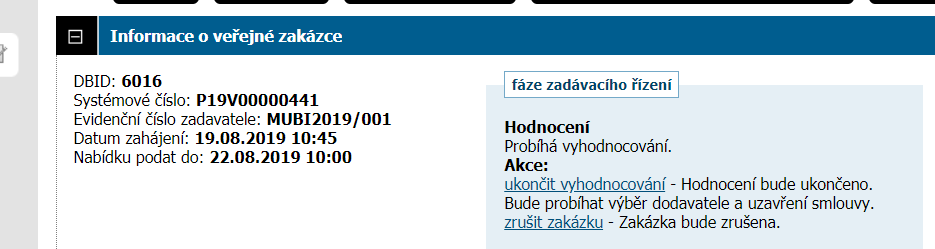 Informace o veřejné zakázce
DBID: 6016
Systémové číslo: P19V00000441
Evidenční číslo zadavatele: MUBI2019/001
Datum zahájení: 19.08.2019 10:45
Nabídku podat do: 22.08.2019 10:00
fáze zadávacího řízení
Hodnocení
Probíhá vyhodnocování.
Akce:
ukončit vyhodnocování - Hodnocení bude ukončeno.
Bude probíhat výběr dodavatele a uzavření smlouvy.
zrušit zakázku - Zakázka bude zrušena.